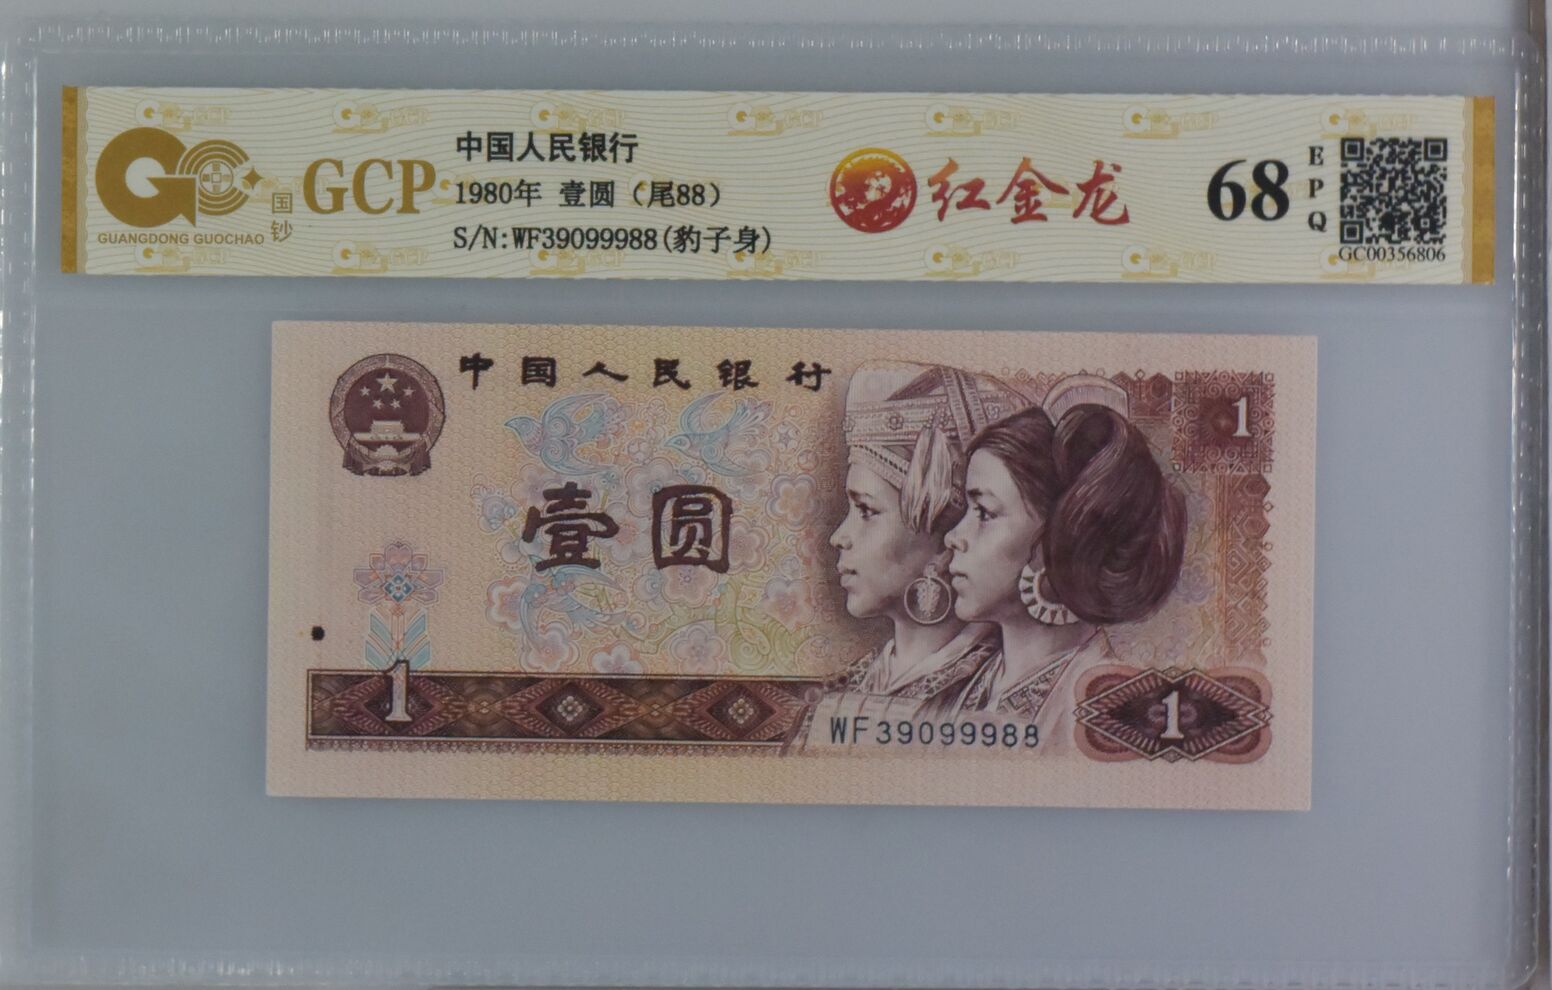 GUANGDONG GUOCHAO
国钞
GCP
中国人民银行
1980年 壹圆（尾88）
S/N:WF39099988(豹子身)
红金龙
68
EPQ
GC00356806
中国人民银行
1
壹圆
1
WF39099988
1